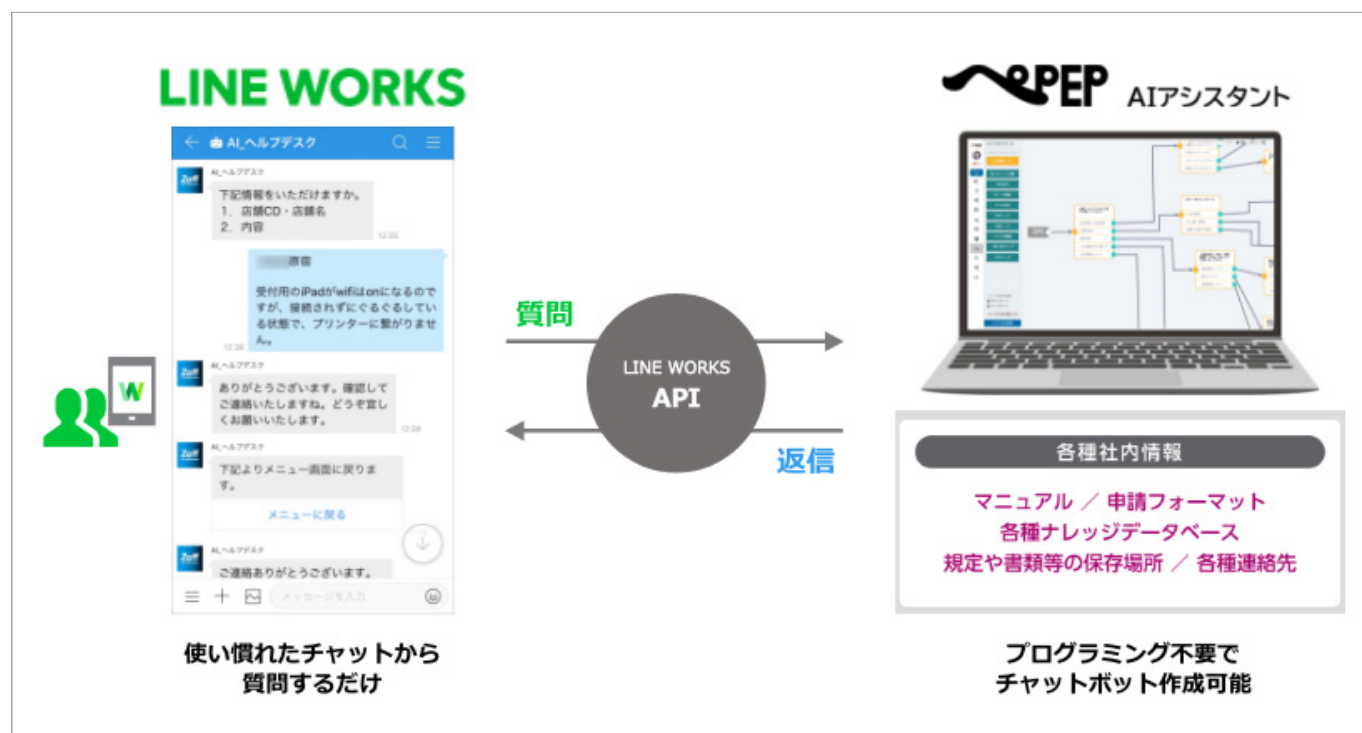 LINE WORKS
AI_ヘルプデスク
Zoff
AI_ヘルプデスク
下記情報をいただけますか。
1. 店舗CD・店舗名
2. 内容
12:35
原信
受付用のiPadがwifiはonになるので
すが、接続されずにぐるぐるしてい
る状態で、プリンターに繋がりませ
ん。
12:38
Zoff
AI_ヘルプデスク
ありがとうございます。確認して
ご連絡いたしますね。どうぞ宜し
くお願いいたします。
12:38
Zoff
AI_ヘルプデスク
下記よりメニュー画面に戻りま
す。
メニューに戻る
Zoff
AI_ヘルプデスク
ご連絡ありがとうございます。
メッセージを入力
W
使い慣れたチャットから
質問するだけ
質問
LINE WORKS
API
返信
PEP AIアシスタント
各種社内情報
マニュアル / 申請フォーマット
各種ナレッジデータベース
規定や書類等の保存場所 / 各種連絡先
プログラミング不要で
チャットボット作成可能